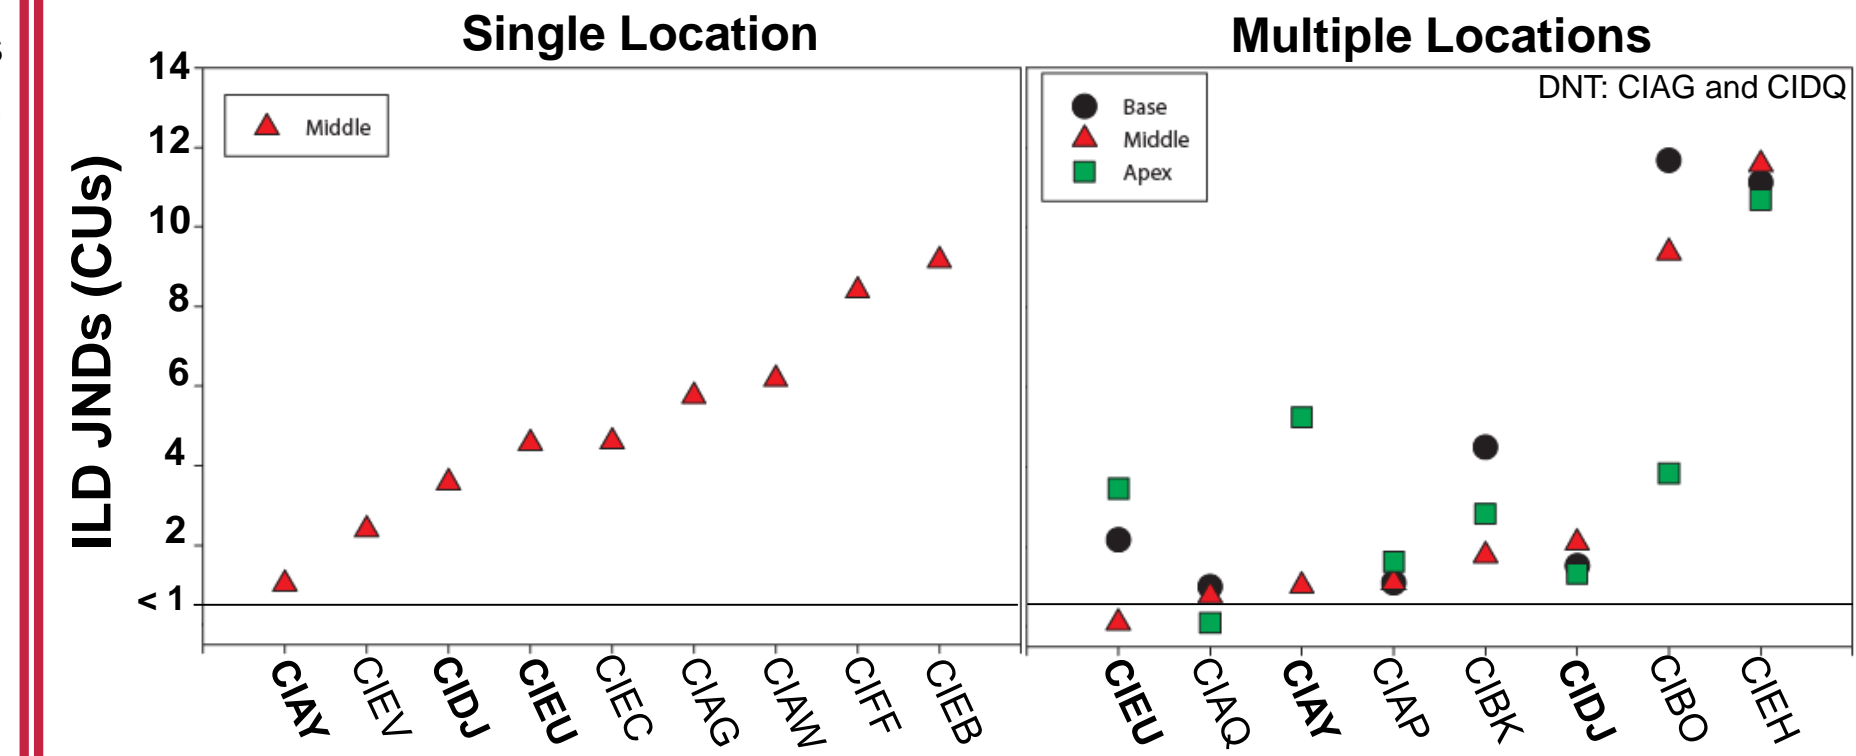 Single Location
Multiple Locations
ILD JNDs (CUs)
14
12
10
8
6
4
2
< 1
Middle
CIAY
CIEV
CIDJ
CIEU
CIEC
CIAG
CIAW
CIFF
CIEB
DNT: CIAG and CIDQ
Base
Middle
Apex
CIEU
CIAQ
CIAY
CIAP
CIBK
CIDJ
CIBO
CIEH